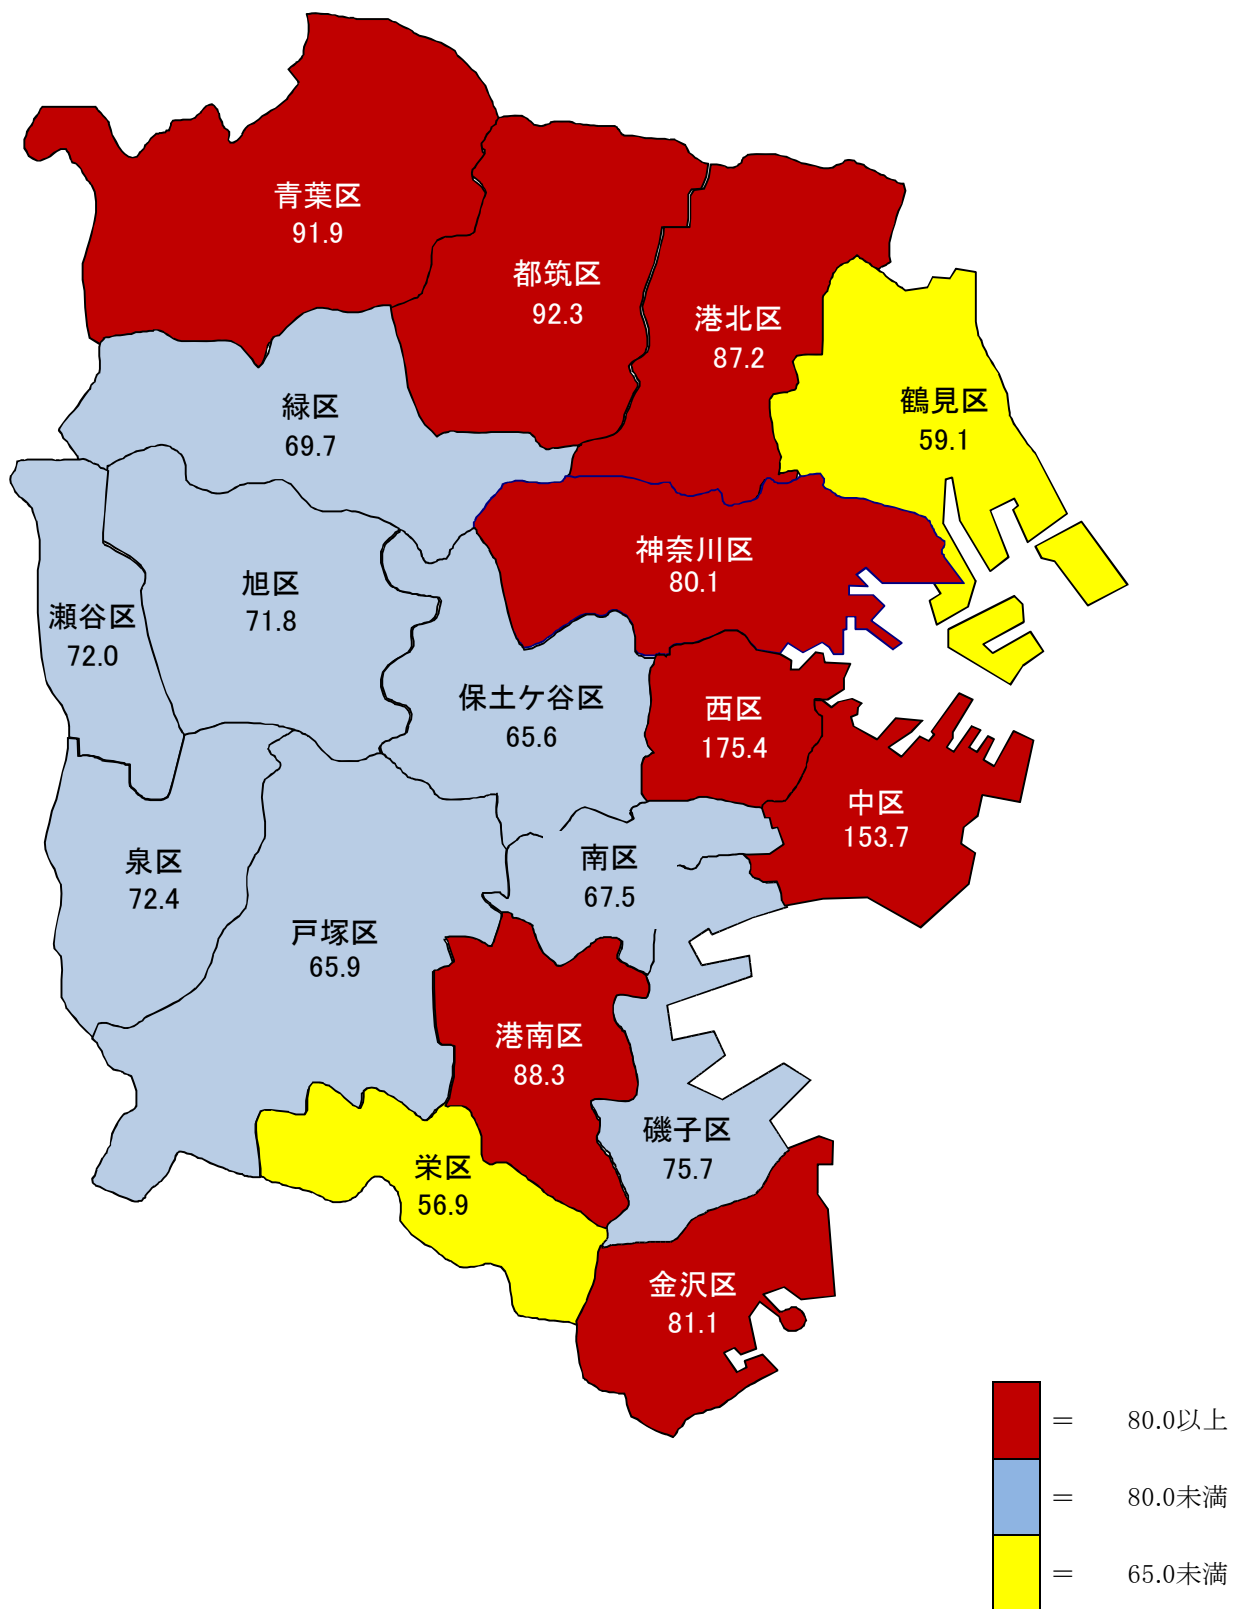 青葉区
91.9
都筑区
92.3
港北区
87.2
鶴見区
59.1
緑区
69.7
神奈川区
80.1
旭区
71.8
瀬谷区
72.0
保土ケ谷区
65.6
西区
175.4
中区
153.7
泉区
72.4
南区
67.5
戸塚区
65.9
港南区
88.3
磯子区
75.7
栄区
56.9
金沢区
81.1
＝ 80.0以上
＝ 80.0未満
＝ 65.0未満